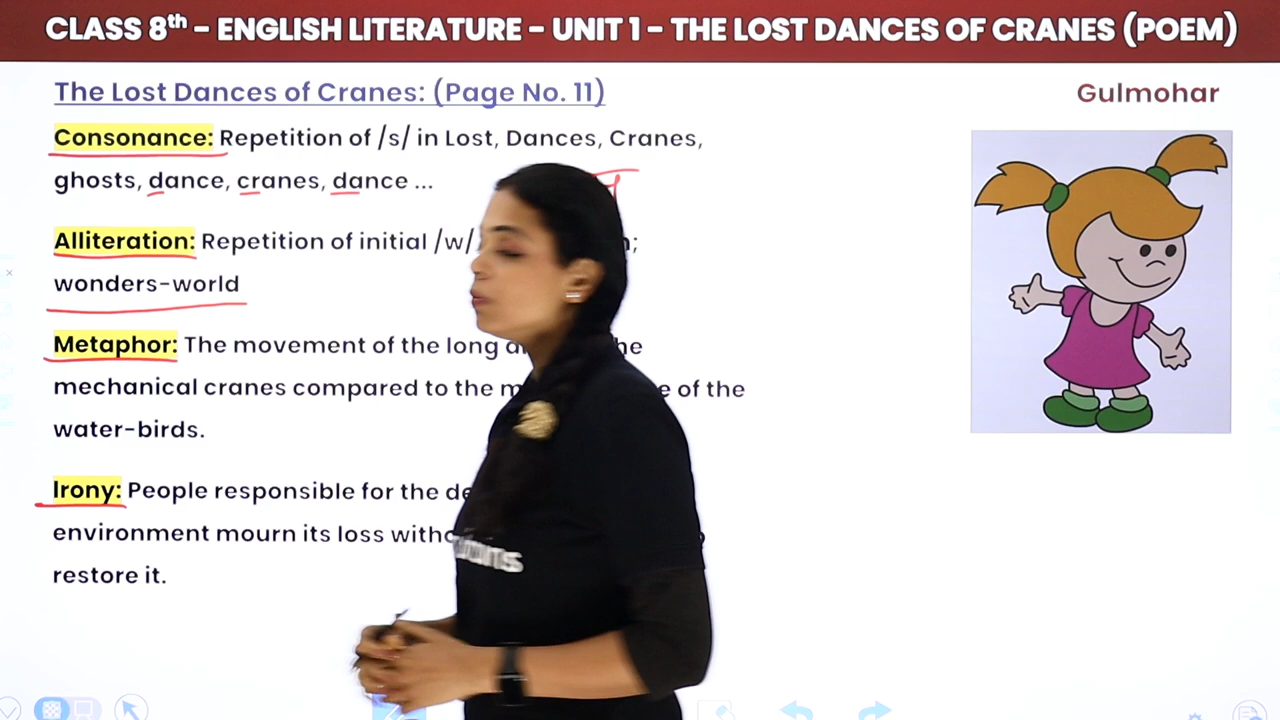 CLASS 8th – ENGLISH LITERATURE – UNIT 1 – THE LOST DANCES OF CRANES (POEM)
The Lost Dances of Cranes: (Page No. 11)
Gulmohar
Consonance: Repetition of /s/ in Lost, Dances, Cranes,
ghosts, dance, cranes, dance ...
Alliteration: Repetition of initial /w/
wonders-world
Metaphor: The movement of the long
mechanical cranes compared to the of the
water-birds.
Irony: People responsible for the
environment mourn its loss
restore it.